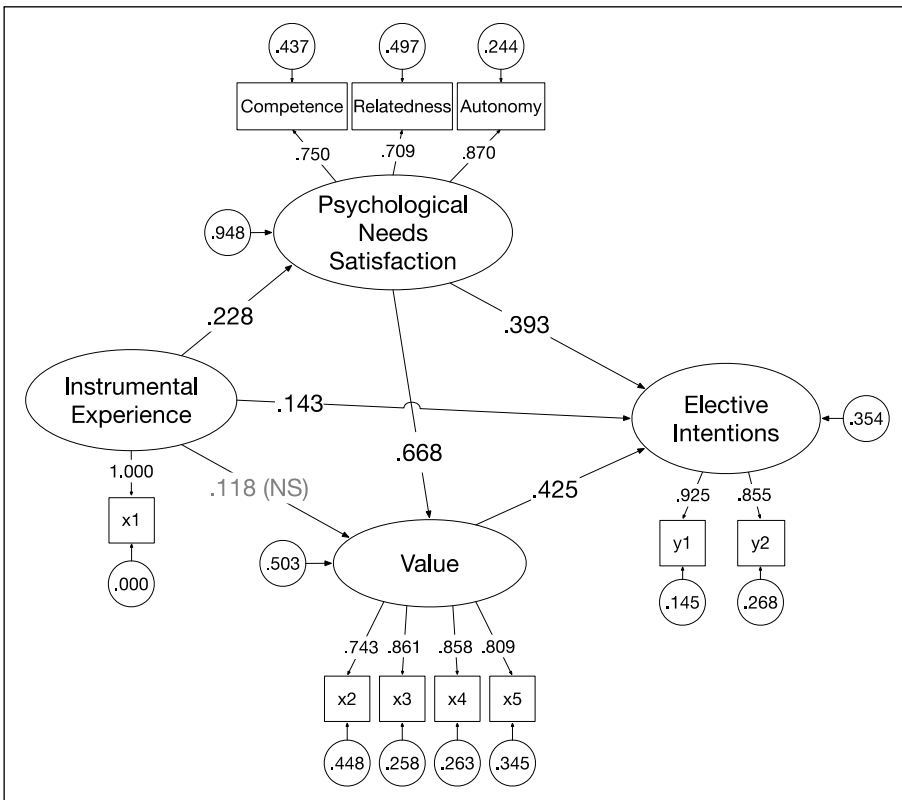 .437
.497
.244
Competence
Relatedness
Autonomy
.750
.709
.870
Psychological
Needs
Satisfaction
.948
.228
.393
Instrumental
Experience
.143
Elective
Intentions
.354
.668
1.000
.118 (NS)
.425
.925
.855
x1
y1
y2
.503
Value
.000
.145
.268
.743
.861
.858
.809
x2
x3
x4
x5
.448
.258
.263
.345